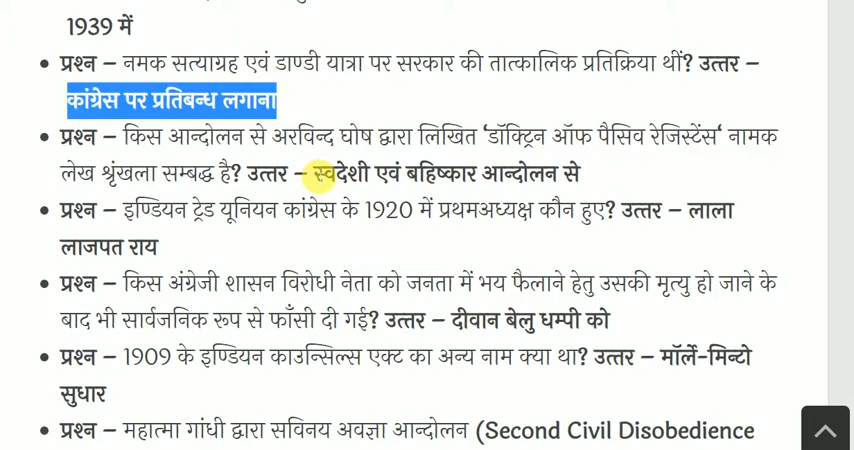 1939 में
प्रश्न – नमक सत्याग्रह एवं डाण्डी यात्रा पर सरकार की तात्कालिक प्रतिक्रिया थीं? उत्तर –
कांग्रेस पर प्रतिबन्ध लगाना
प्रश्न – किस आन्दोलन से अरविन्द घोष द्वारा लिखित ‘डॉक्ट्रिन ऑफ पैसिव रेजिस्टेंस‘ नामक
लेख श्रृंखला सम्बद्ध है? उत्तर – स्वदेशी एवं बहिष्कार आन्दोलन से
प्रश्न – इण्डियन ट्रेड यूनियन कांग्रेस के 1920 में प्रथमअध्यक्ष कौन हुए? उत्तर – लाला
लाजपत राय
प्रश्न – किस अंग्रेजी शासन विरोधी नेता को जनता में भय फैलाने हेतु उसकी मृत्यु हो जाने के
बाद भी सार्वजनिक रूप से फाँसी दी गई? उत्तर – दीवान बेलु धम्पी को
प्रश्न – 1909 के इण्डियन काउन्सिल्स एक्ट का अन्य नाम क्या था? उत्तर – मॉर्ले-मिन्टो
सुधार
प्रश्न – महात्मा गांधी द्वारा सविनय अवज्ञा आन्दोलन (Second Civil Disobedience